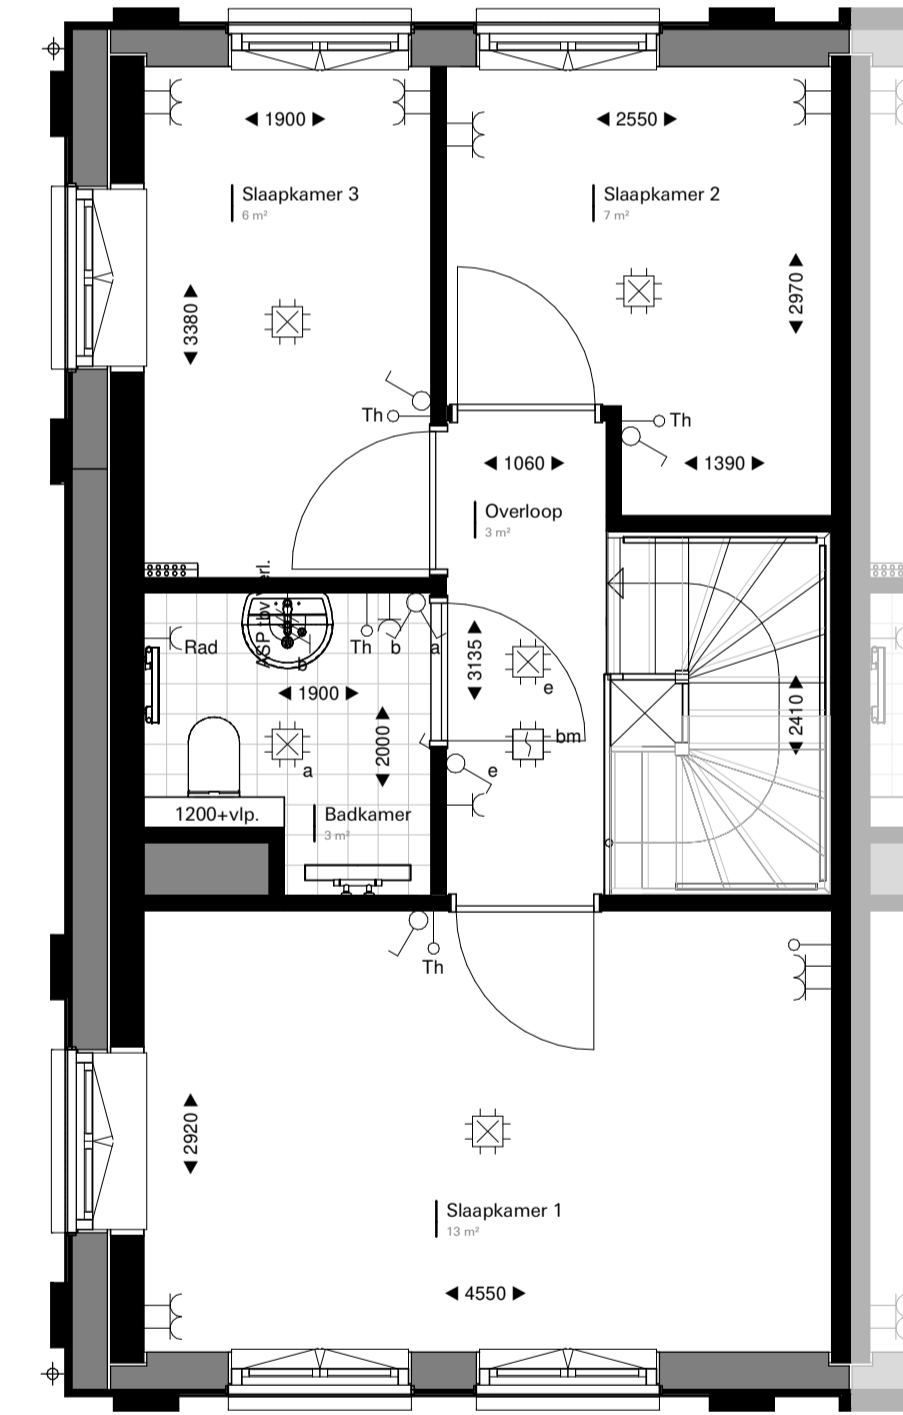 1900
2550
Slaapkamer 3
6 m²
Slaapkamer 2
7 m²
2970
3380
Th
Th
1060
1390
Overloop
3 m²
ASP tbv verl.
Rad
b
Th
b
a
3135
e
1900
2000
2410
bm
a
e
1200+vlp.
Badkamer
3 m²
Th
2920
Slaapkamer 1
13 m²
4550